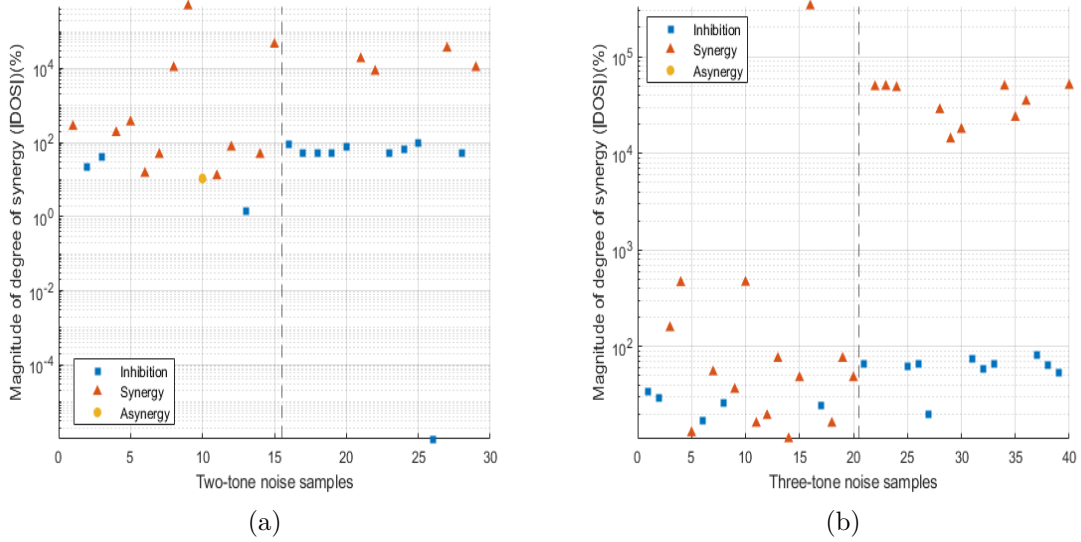 Magnitude of degree of synergy (|DOS|)(%)
10^4
10^2
10^0
10^-2
10^-4
Inhibition
Synergy
Asynergy
0 5 10 15 20 25 30
Two-tone noise samples
(a)
Magnitude of degree of synergy (|DOS|)(%)
Inhibition
Synergy
Asynergy
10^5
10^4
10^3
10^2
0 5 10 15 20 25 30 35 40
Three-tone noise samples
(b)